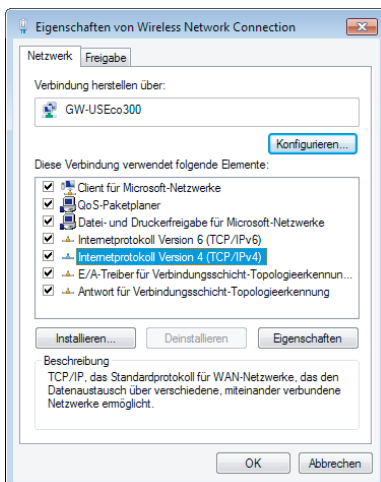 Eigenschaften von Wireless Network Connection
Netzwerk Freigabe
Verbindung herstellen über:
GW-USEco300
Konfigurieren...
Diese Verbindung verwendet folgende Elemente:
Client für Microsoft-Netzwerke
QoS-Paketplaner
Datei- und Druckerfreigabe für Microsoft-Netzwerke
Internetprotokoll Version 6 (TCP/IPv6)
Internetprotokoll Version 4 (TCP/IPv4)
E/A-Treiber für Verbindungsschicht-Topologieerkennun...
Antwort für Verbindungsschicht-Topologieerkennung
Installieren... Deinstallieren Eigenschaften
Beschreibung
TCP/IP, das Standardprotokoll für WAN-Netzwerke, das den
Datenaustausch über verschiedene, miteinander verbundene
Netzwerke ermöglicht.
OK Abbrechen